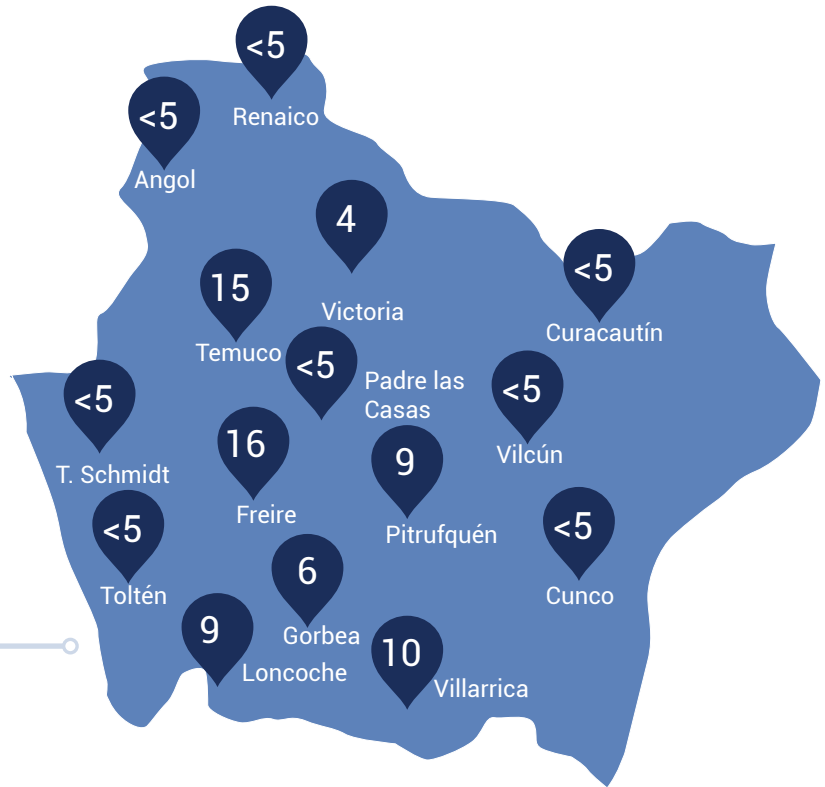 <5
Renaico
<5
Angol
4
Victoria
<5
Curacautín
15
Temuco
<5
Padre las
Casas
<5
Vilcún
<5
T. Schmidt
16
Freire
9
Pitrufquén
<5
Toltén
<5
Cunco
6
Gorbea
9
Loncoche
10
Villarrica